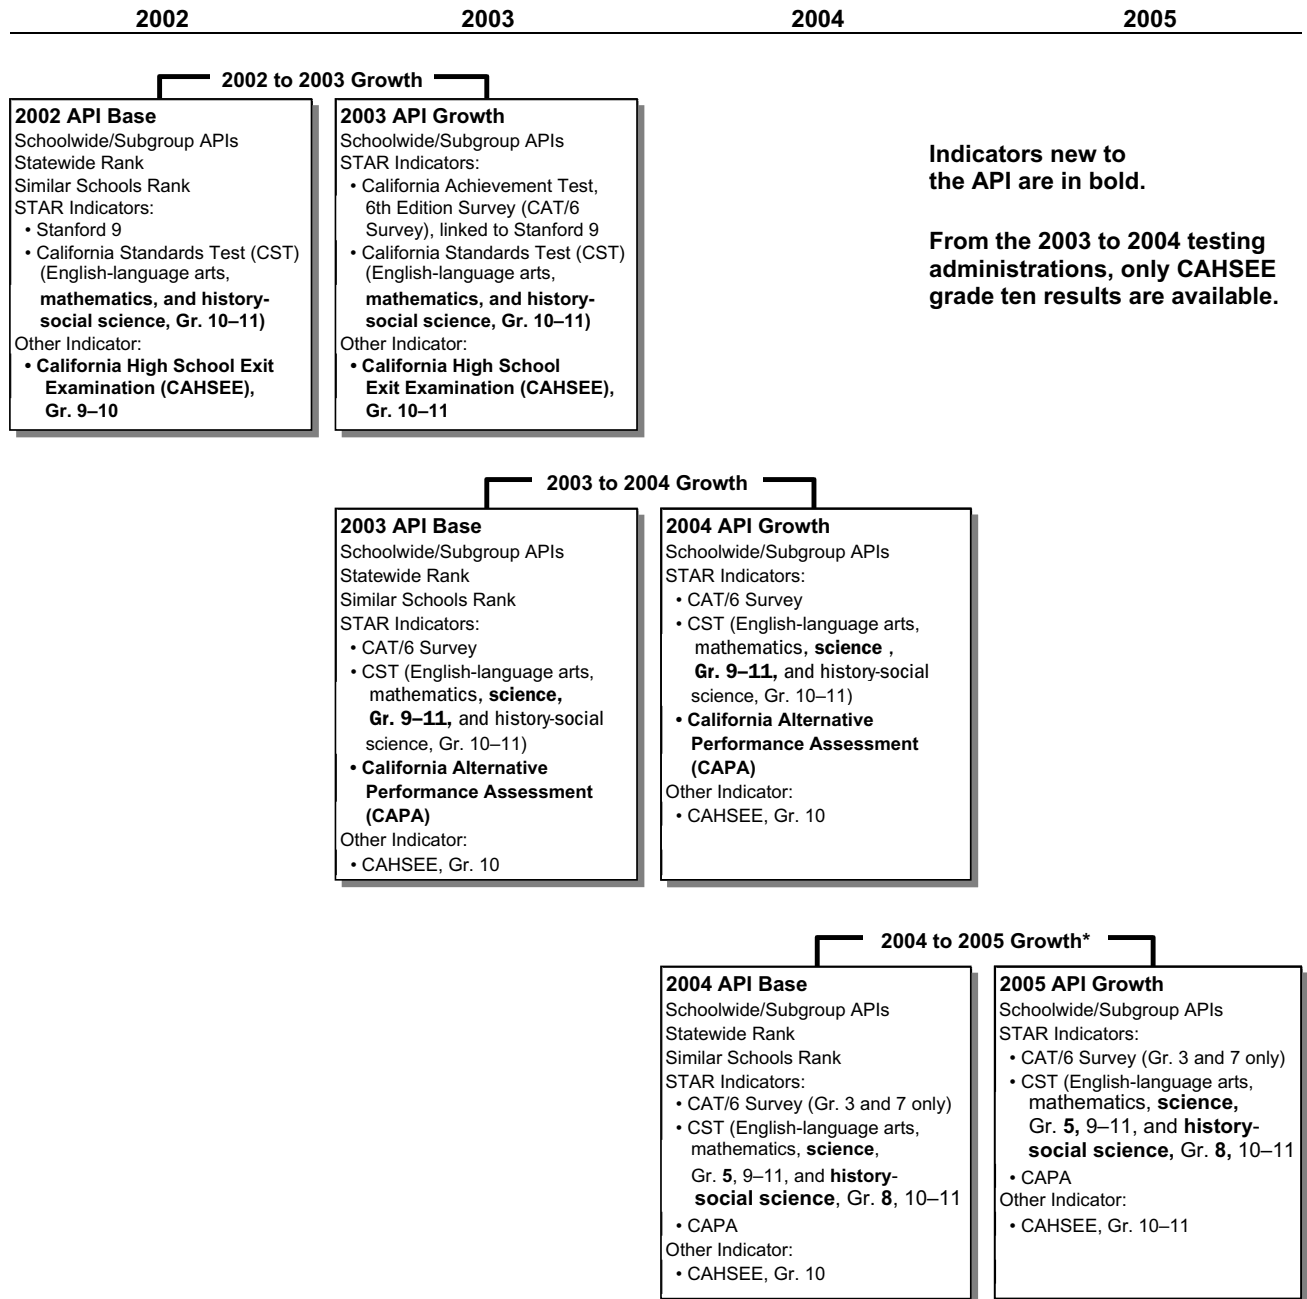 2002 2003 2004 2005
2002 to 2003 Growth
2002 API Base
Schoolwide/Subgroup APIs
Statewide Rank
Similar Schools Rank
STAR Indicators:
• Stanford 9
• California Standards Test (CST)
(English-language arts,
mathematics, and history-
social science, Gr. 10–11)
Other Indicator:
• California High School Exit
Examination (CAHSEE),
Gr. 9–10
2003 API Growth
Schoolwide/Subgroup APIs
STAR Indicators:
• California Achievement Test,
6th Edition Survey (CAT/6
Survey), linked to Stanford 9
• California Standards Test (CST)
(English-language arts,
mathematics, and history-
social science, Gr. 10–11)
Other Indicator:
• California High School
Exit Examination (CAHSEE),
Gr. 10–11
Indicators new to
the API are in bold.
From the 2003 to 2004 testing
administrations, only CAHSEE
grade ten results are available.
2003 to 2004 Growth
2003 API Base
Schoolwide/Subgroup APIs
Statewide Rank
Similar Schools Rank
STAR Indicators:
• CAT/6 Survey
• CST (English-language arts,
mathematics, science,
Gr. 9–11, and history-social
science, Gr. 10–11)
• California Alternative
Performance Assessment
(CAPA)
Other Indicator:
• CAHSEE, Gr. 10
2004 API Growth
Schoolwide/Subgroup APIs
STAR Indicators:
• CAT/6 Survey
• CST (English-language arts,
mathematics, science ,
Gr. 9–11, and history-social
science, Gr. 10–11)
• California Alternative
Performance Assessment
(CAPA)
Other Indicator:
• CAHSEE, Gr. 10
2004 to 2005 Growth*
2004 API Base
Schoolwide/Subgroup APIs
Statewide Rank
Similar Schools Rank
STAR Indicators:
• CAT/6 Survey (Gr. 3 and 7 only)
• CST (English-language arts,
mathematics, science,
Gr. 5, 9–11, and history-
social science, Gr. 8, 10–11
• CAPA
Other Indicator:
• CAHSEE, Gr. 10
2005 API Growth
Schoolwide/Subgroup APIs
STAR Indicators:
• CAT/6 Survey (Gr. 3 and 7 only)
• CST (English-language arts,
mathematics, science,
Gr. 5, 9–11, and history-
social science, Gr. 8, 10–11
• CAPA
Other Indicator:
• CAHSEE, Gr. 10–11